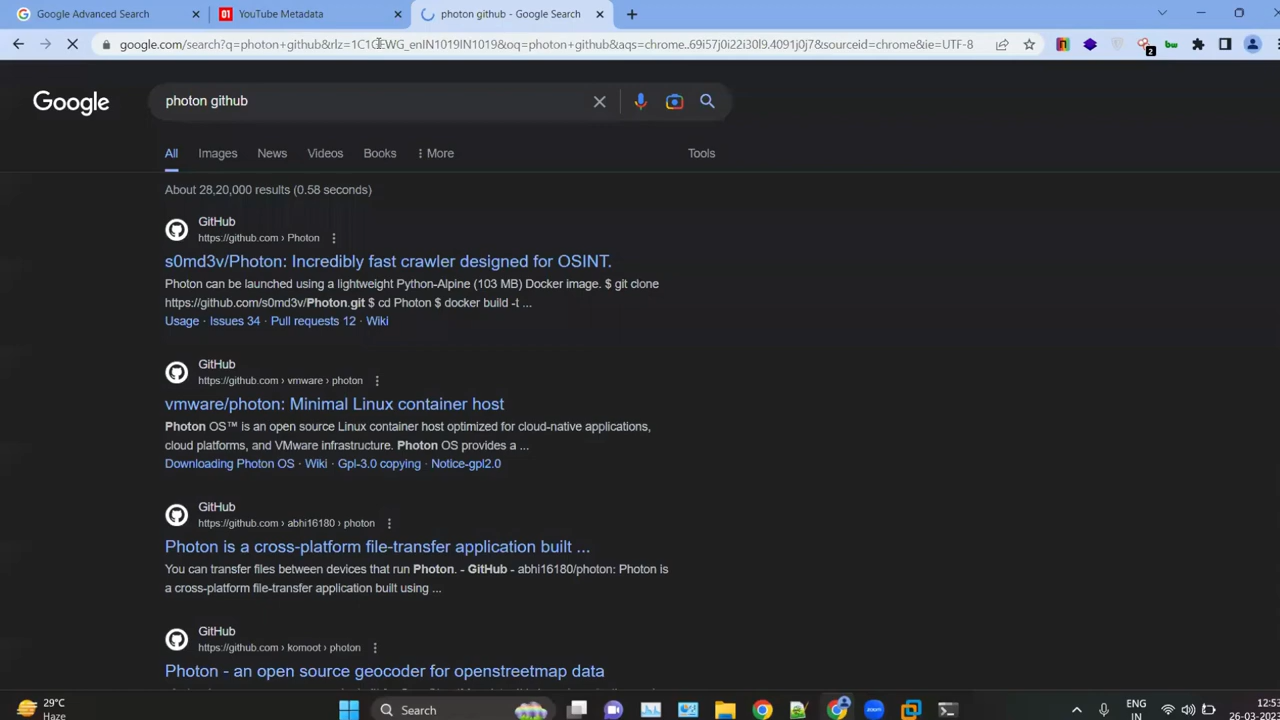 Google Advanced Search
YouTube Metadata
photon github - Google Search
google.com/search?q=photon+github&rlz=1C1GEWG_enIN1019IN1019&oq=photon+github&aqs=chrome..69i57j0i22i30l9.4091j0j7&sourceid=chrome&ie=UTF-8
2
bw
Google
photon github
All
Images
News
Videos
Books
More
Tools
About 28,20,000 results (0.58 seconds)
GitHub
https://github.com › Photon
s0md3v/Photon: Incredibly fast crawler designed for OSINT.
Photon can be launched using a lightweight Python-Alpine (103 MB) Docker image. $ git clone
https://github.com/s0md3v/Photon.git $ cd Photon $ docker build -t ...
Usage · Issues 34 · Pull requests 12 · Wiki
GitHub
https://github.com › vmware › photon
vmware/photon: Minimal Linux container host
Photon OS™ is an open source Linux container host optimized for cloud-native applications,
cloud platforms, and VMware infrastructure. Photon OS provides a ...
Downloading Photon OS · Wiki · Gpl-3.0 copying · Notice-gpl2.0
GitHub
https://github.com › abhi16180 › photon
Photon is a cross-platform file-transfer application built ...
You can transfer files between devices that run Photon. - GitHub - abhi16180/photon: Photon is
a cross-platform file-transfer application built using ...
GitHub
https://github.com › komoot › photon
Photon - an open source geocoder for openstreetmap data
29°C
Haze
Search
zoom
ENG
IN
12:5
26-03-2023